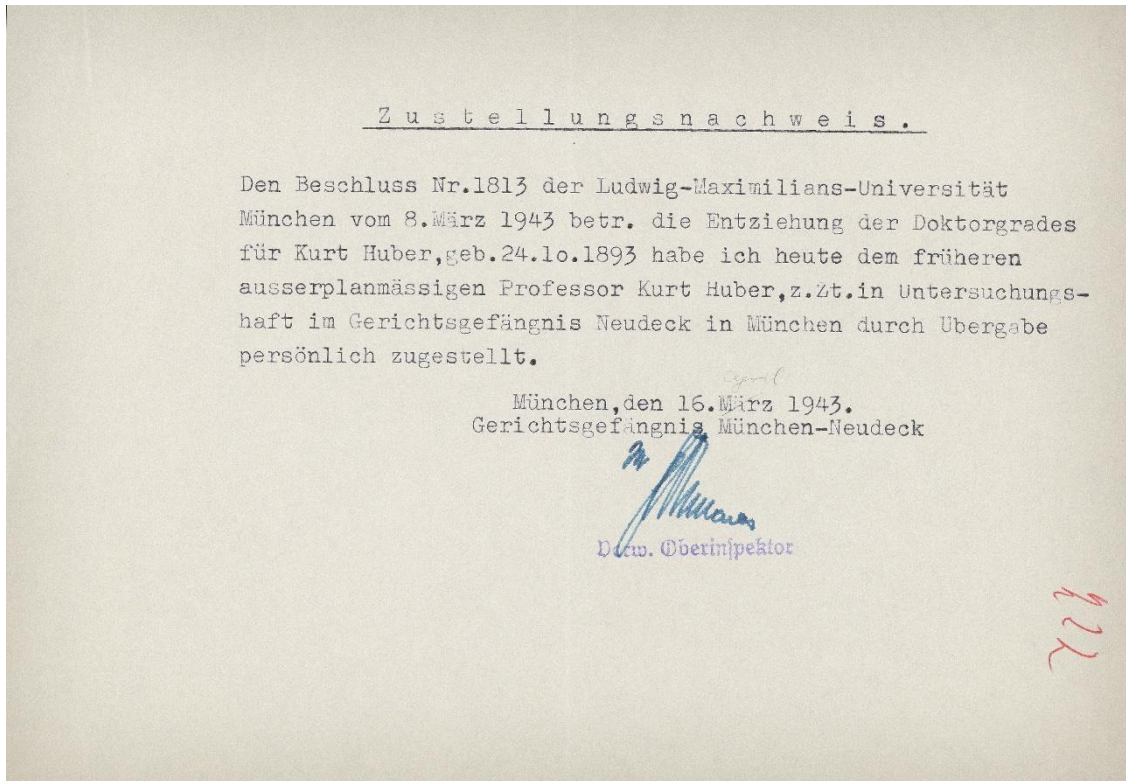 Zustellungsnachweis.
Den Beschluss Nr.1813 der Ludwig-Maximilians-Universität
München vom 8.März 1943 betr. die Entziehung der Doktorgrades
für Kurt Huber,geb.24.lo.1893 habe ich heute dem früheren
ausserplanmässigen Professor Kurt Huber,z.Zt.in Untersuchungs-
haft im Gerichtsgefängnis Neudeck in München durch Übergabe
persönlich zugestellt.
April
München,den 16.März 1943.
Gerichtsgefängnis München-Neudeck
Verw. Oberinspektor